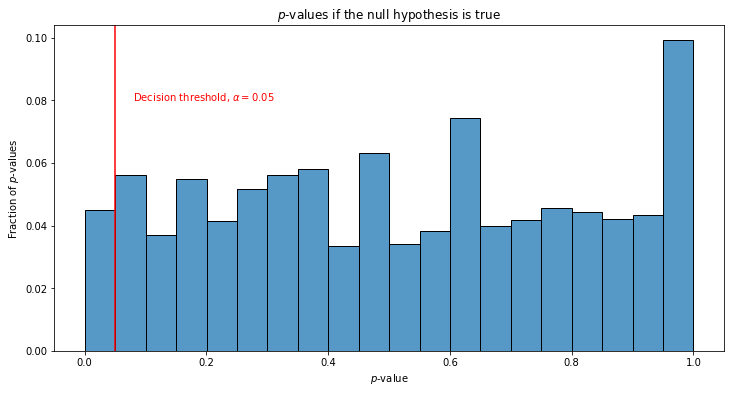 p-values if the null hypothesis is true
Decision threshold, α = 0.05
Fraction of p-values
0.10
0.08
0.06
0.04
0.02
0.00
0.0 0.2 0.4 0.6 0.8 1.0
p-value